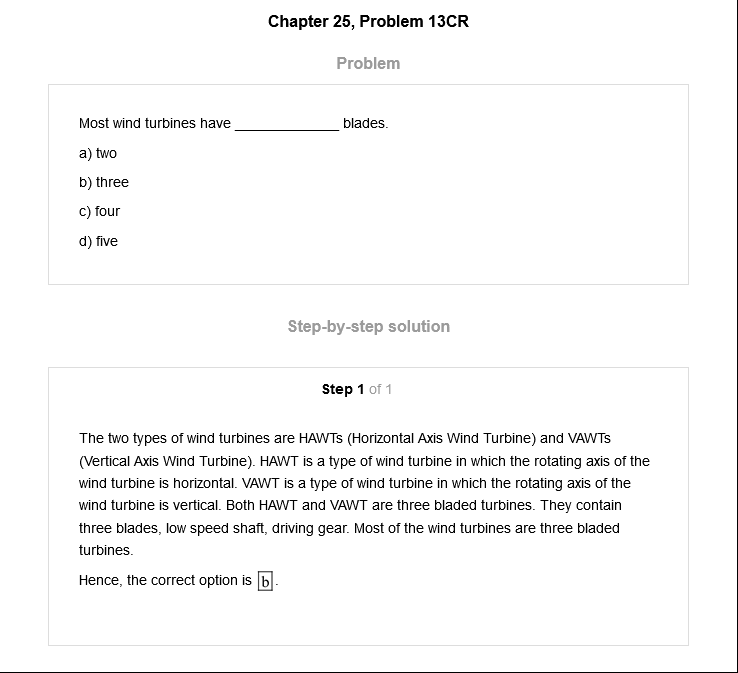 Chapter 25, Problem 13CR
Problem
Most wind turbines have _____________ blades.
a) two
b) three
c) four
d) five
Step-by-step solution
Step 1 of 1
The two types of wind turbines are HAWTs (Horizontal Axis Wind Turbine) and VAWTs
(Vertical Axis Wind Turbine). HAWT is a type of wind turbine in which the rotating axis of the
wind turbine is horizontal. VAWT is a type of wind turbine in which the rotating axis of the
wind turbine is vertical. Both HAWT and VAWT are three bladed turbines. They contain
three blades, low speed shaft, driving gear. Most of the wind turbines are three bladed
turbines.
Hence, the correct option is b.